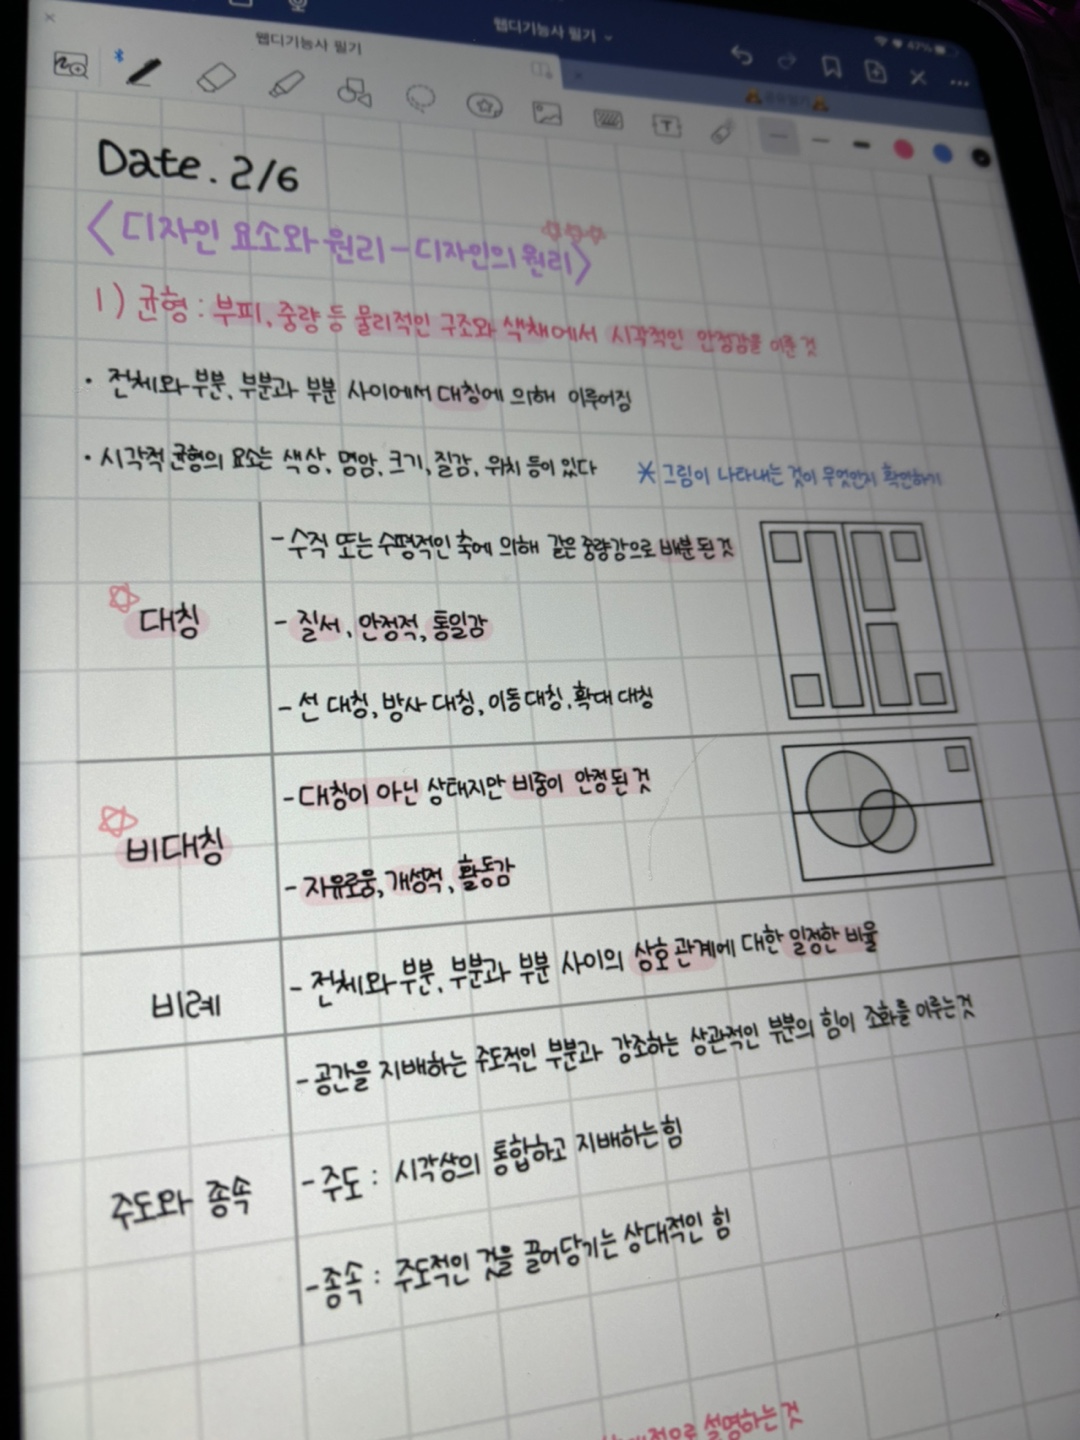 웹디기능사 필기
웹디기능사 필기
47%
Date. 2/6
<디자인 요소와 원리 - 디자인의 원리>
1) 균형 : 부피, 중량 등 물리적인 구조와 색채에서 시각적인 안정감을 이룬 것
· 전체와 부분, 부분과 부분 사이에서 대칭에 의해 이루어짐
· 시각적 균형의 요소는 색상, 명암, 크기, 질감, 위치 등이 있다
* 그림이 나타내는 것이 무엇인지 확인하기
대칭
- 수직 또는 수평적인 축에 의해 같은 중량감으로 배분 된 것
- 질서, 안정적, 통일감
- 선 대칭, 방사 대칭, 이동 대칭, 확대 대칭
비대칭
- 대칭이 아닌 상태지만 비중이 안정 된 것
- 자유로움, 개성적, 활동감
비례
- 전체와 부분, 부분과 부분 사이의 상호 관계에 대한 일정한 비율
주도와 종속
- 공간을 지배하는 주도적인 부분과 강조하는 상관적인 부분의 힘이 조화를 이루는 것
- 주도 : 시각상의 통합하고 지배하는 힘
- 종속 : 주도적인 것을 끌어당기는 상대적인 힘
설명하는 것